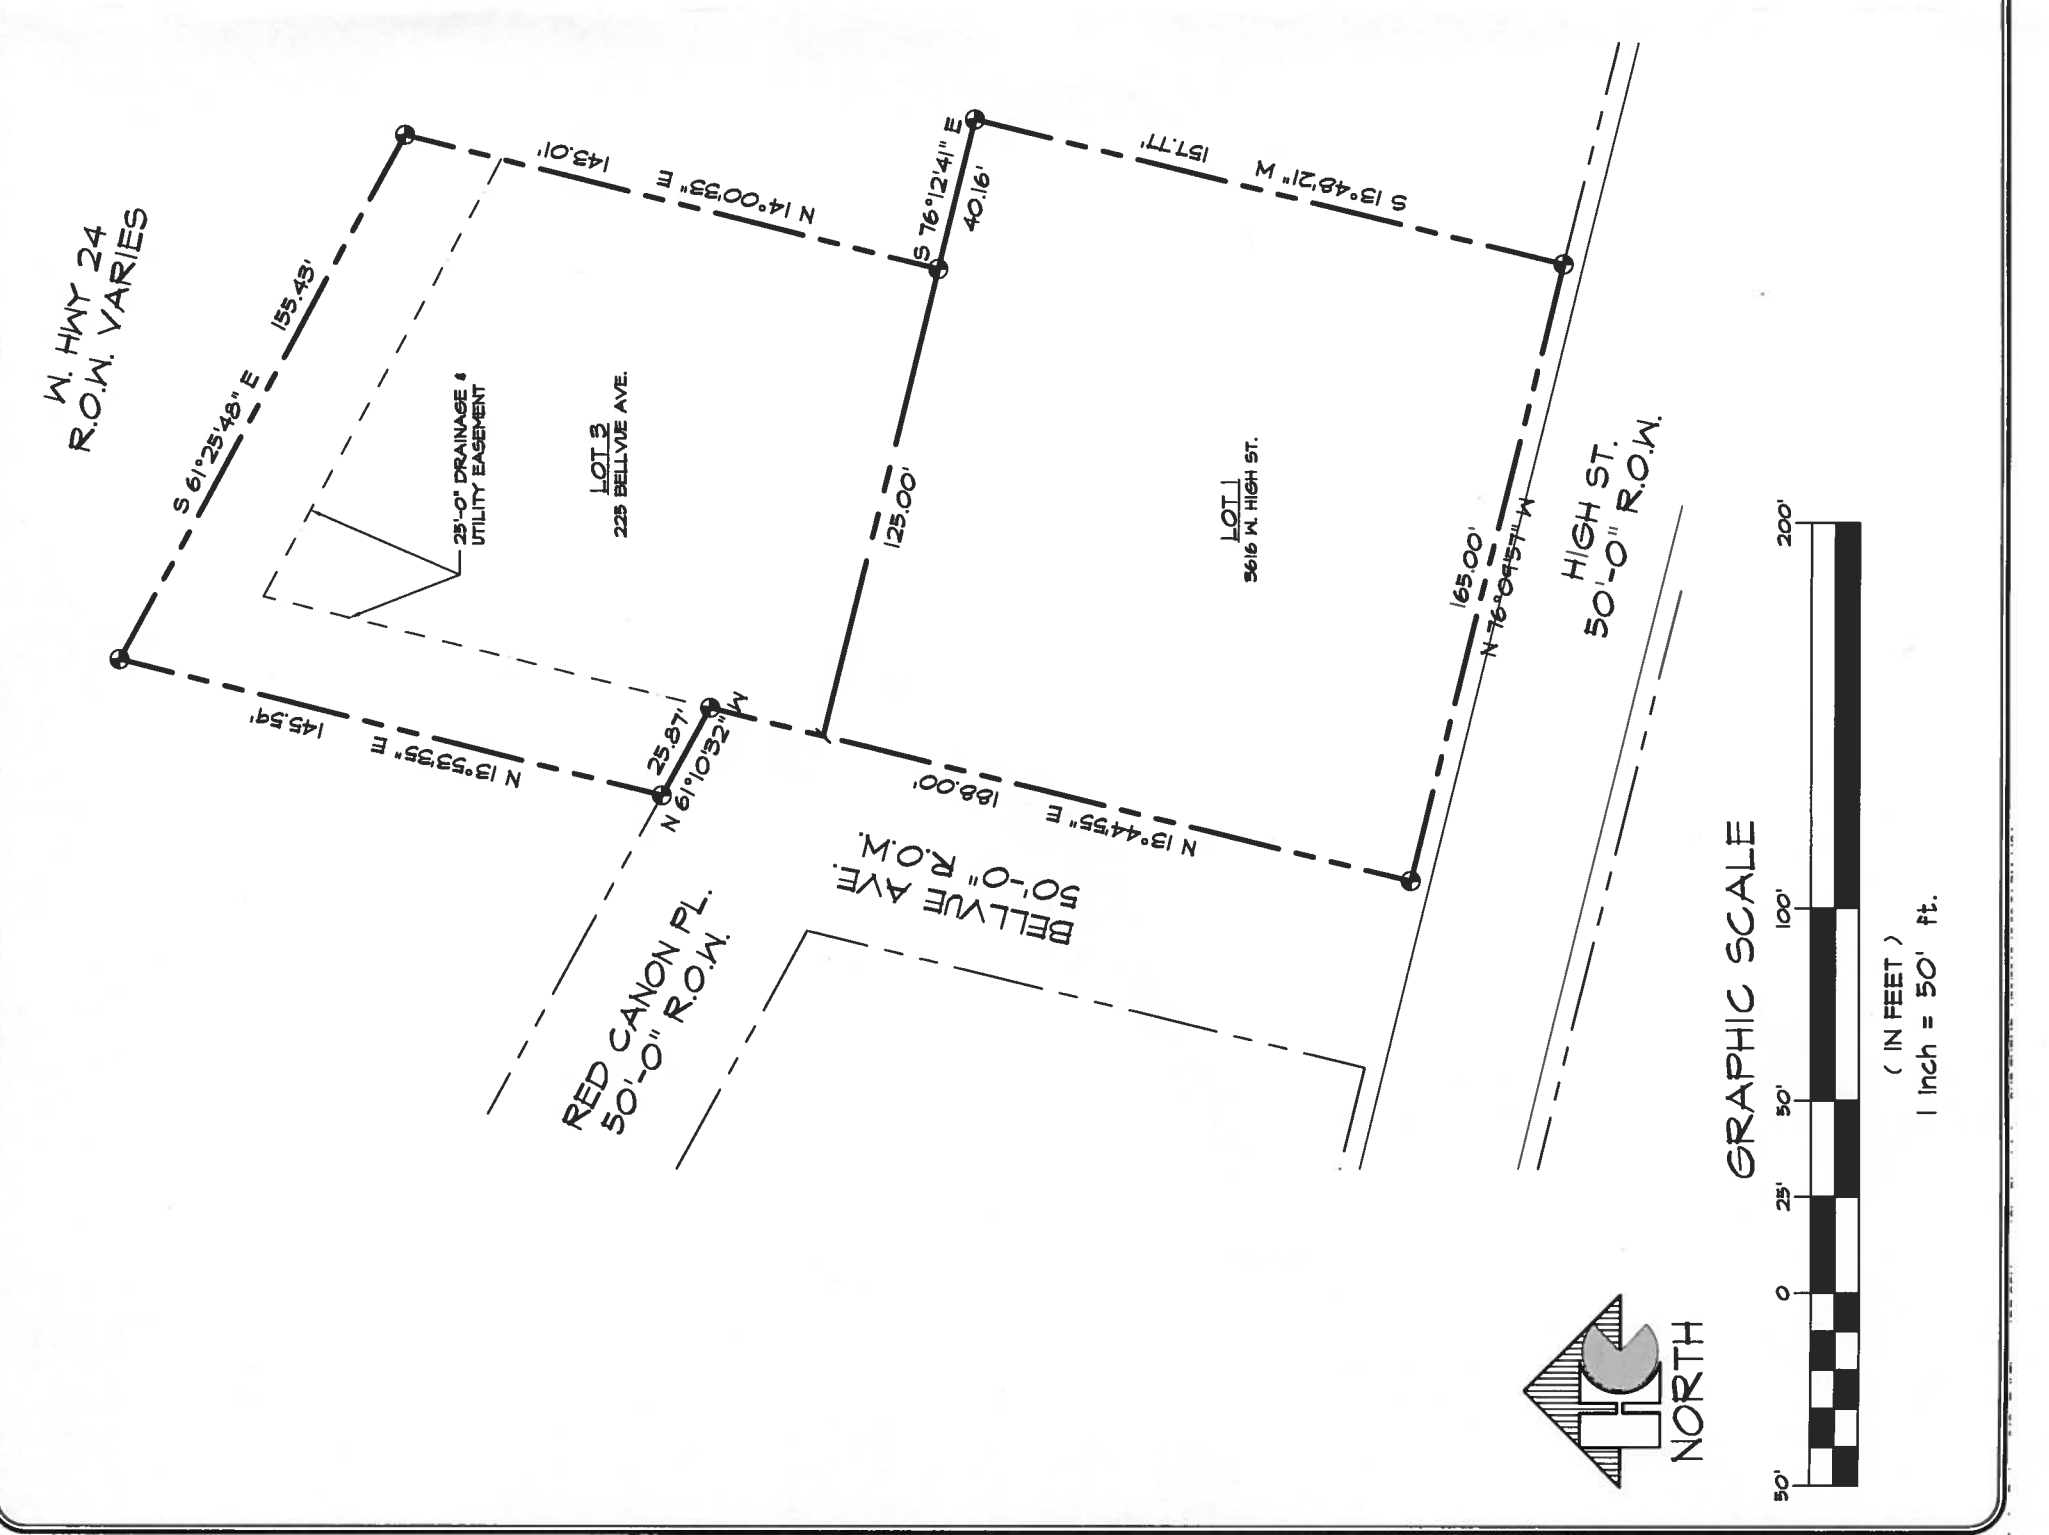 W. HWY 24
R.O.W. VARIES
S 61°25'48" E
155.43'
143.01'
N 14°00'33" E
S 76°12'41" E
40.16'
157.77'
S 13°48'21" W
25'-0" DRAINAGE &
UTILITY EASEMENT
LOT 3
225 BELLVUE AVE.
145.59'
N 13°53'35" E
25.87'
N 61°10'32" W
125.00'
LOT 1
3616 W. HIGH ST.
188.00'
N 13°44'55" E
BELLVUE AVE.
50'-0" R.O.W.
165.00'
N 76°09'57" W
HIGH ST.
50'-0" R.O.W.
RED CANON PL.
50'-0" R.O.W.
NORTH
GRAPHIC SCALE
50' 0 25' 50' 100' 200'
( IN FEET )
1 Inch = 50' ft.